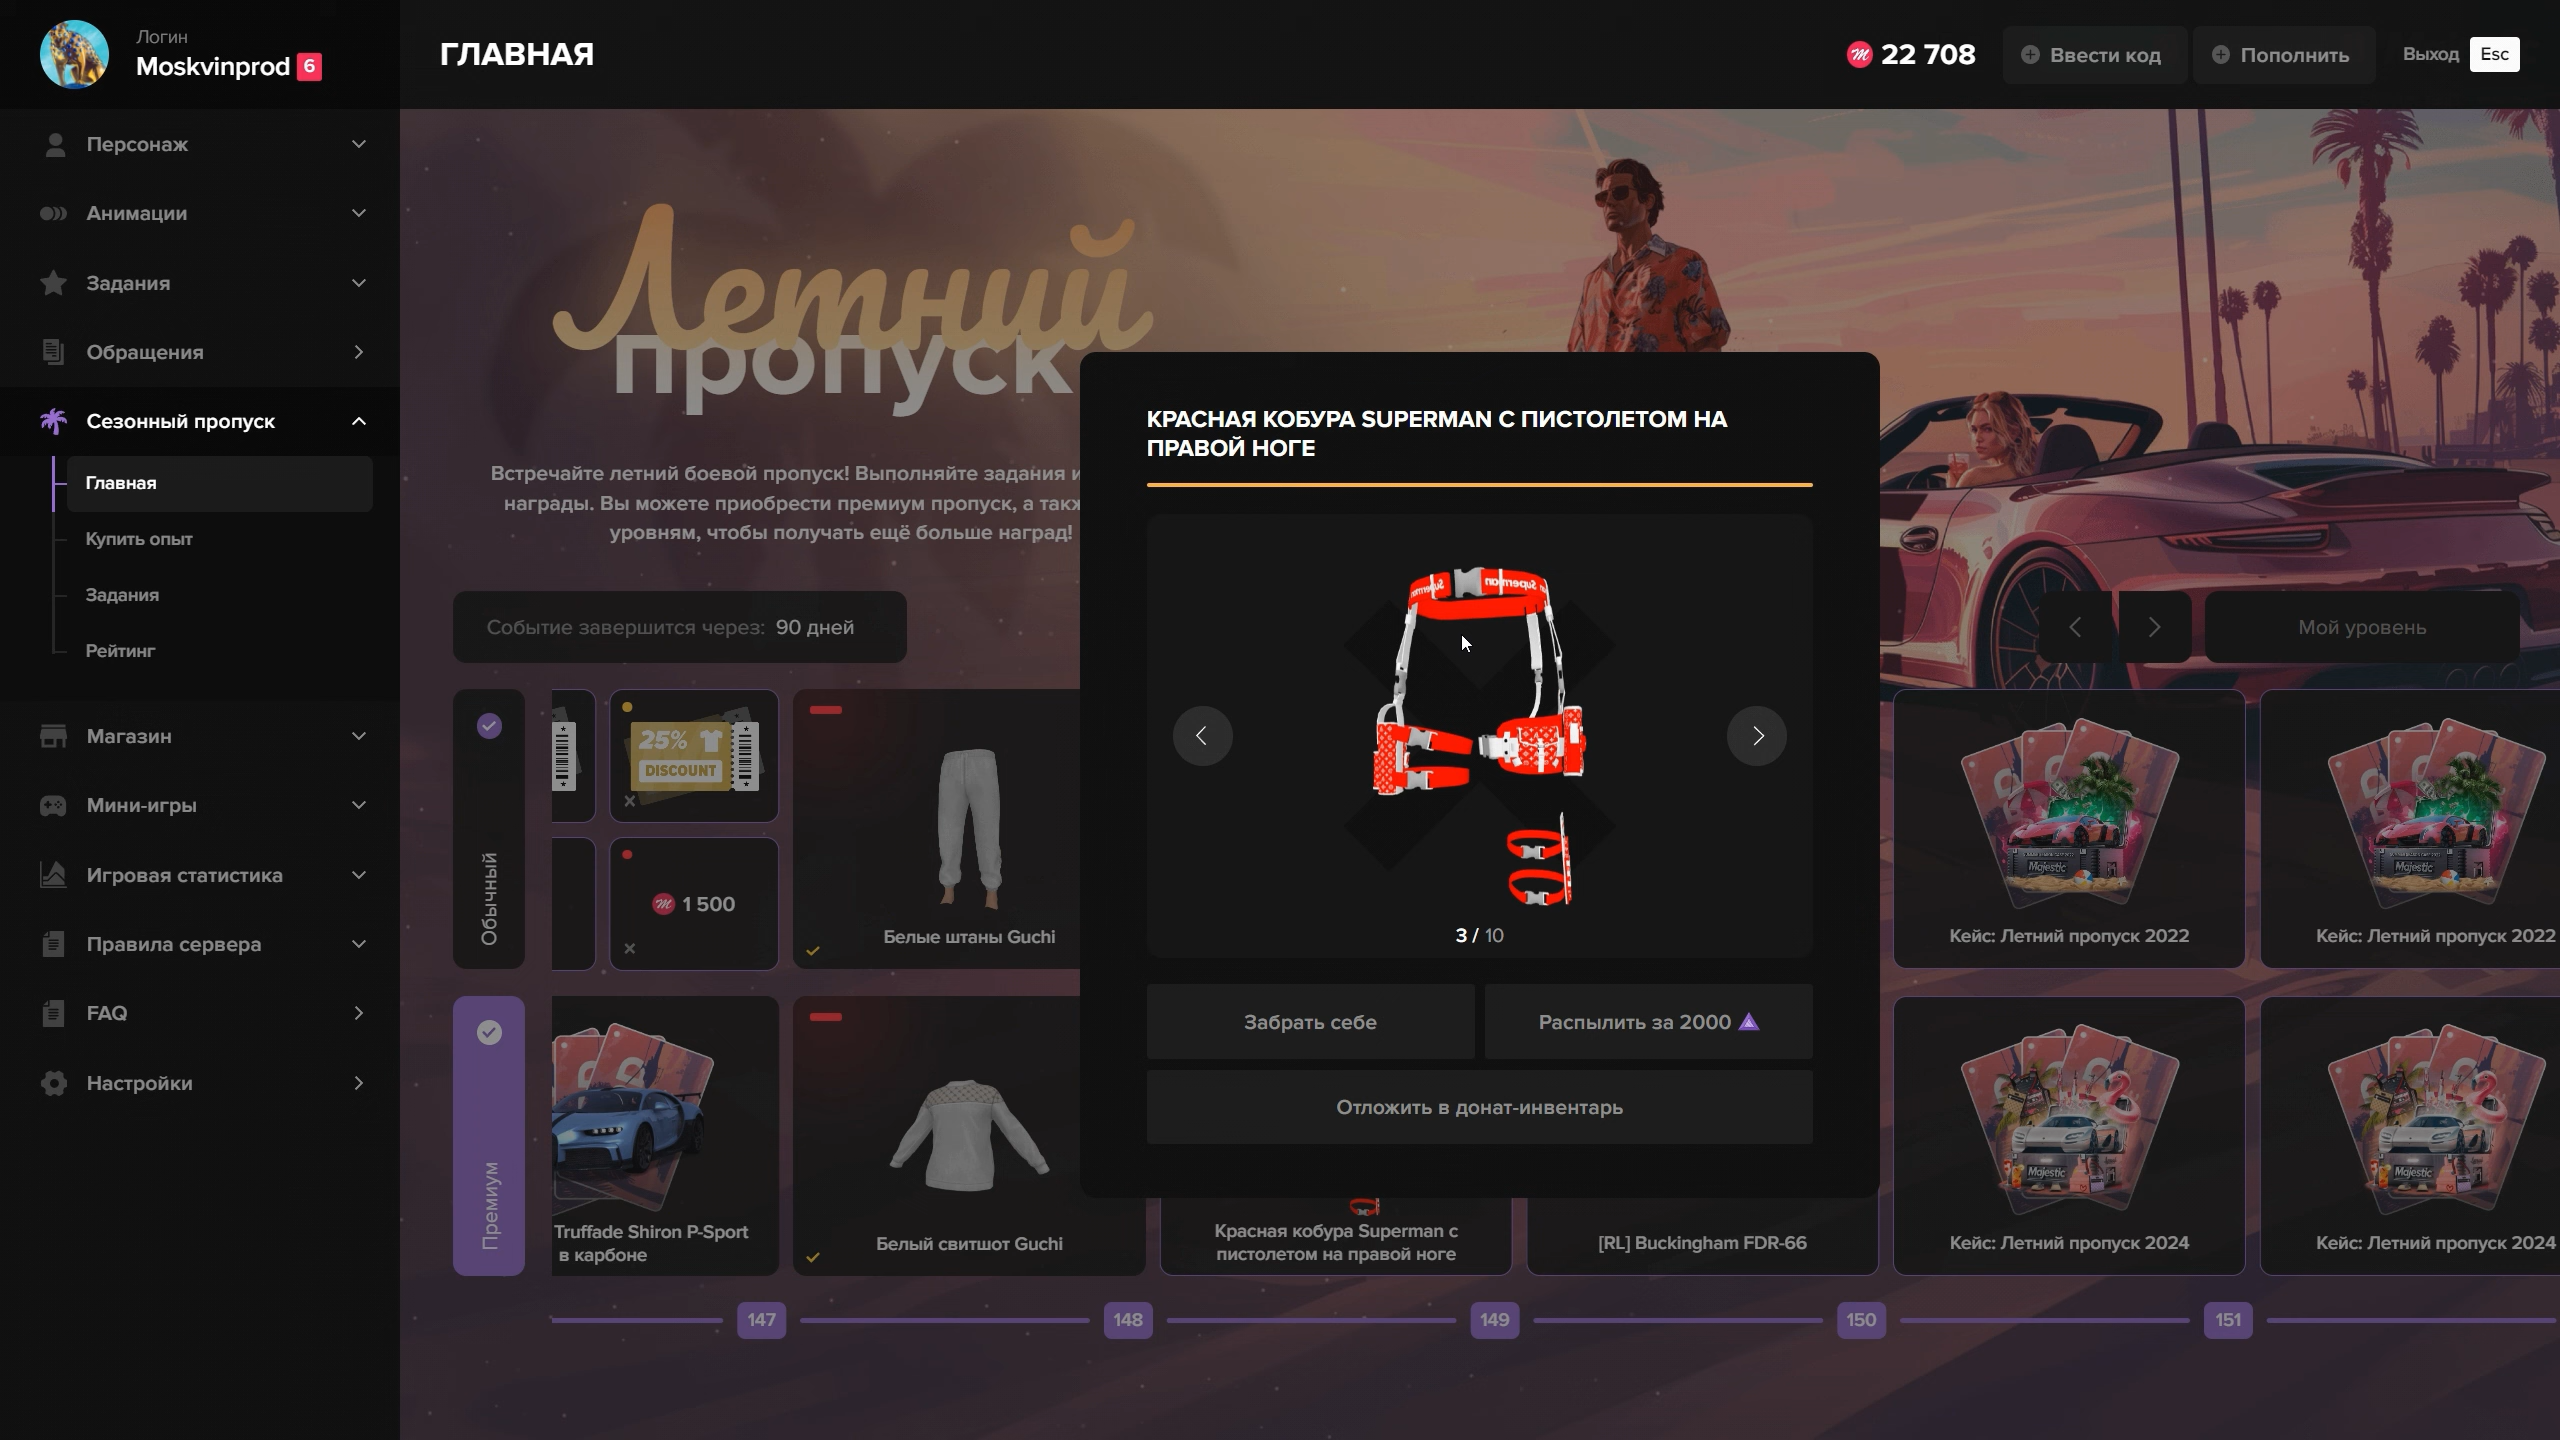 Логин
Moskvinprod 6
ГЛАВНАЯ
22 708
Ввести код
Пополнить
Выход
Esc
Персонаж
Анимации
Задания
Обращения
Сезонный пропуск
Главная
Купить опыт
Задания
Рейтинг
Магазин
Мини-игры
Игровая статистика
Правила сервера
FAQ
Настройки
Летний
пропуск
Встречайте летний боевой пропуск! Выполняйте задания и
награды. Вы можете приобрести премиум пропуск, а
уровням, чтобы получать ещё больше наград!
Событие завершится через: 90 дней
Мой уровень
КРАСНАЯ КОБУРА SUPERMAN С ПИСТОЛЕТОМ НА
ПРАВОЙ НОГЕ
Superman
3 / 10
Забрать себе
Распылить за 2000
Отложить в донат-инвентарь
Обычный
25%
DISCOUNT
1 500
Белые штаны Guchi
Majestic
Кейс: Летний пропуск 2022
Majestic
Кейс: Летний пропуск 2022
Премиум
Truffade Shiron P-Sport
в карбоне
Белый свитшот Guchi
Красная кобура Superman с
пистолетом на правой ноге
[RL] Buckingham FDR-66
Majestic
Кейс: Летний пропуск 2024
Majestic
Кейс: Летний пропуск 2024
147
148
149
150
151